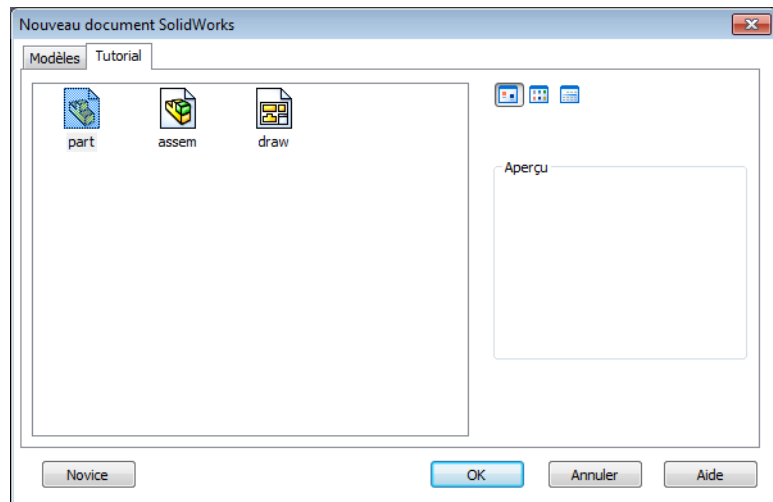 Nouveau document SolidWorks
Modèles Tutorial
part assem draw
Aperçu
Novice OK Annuler Aide